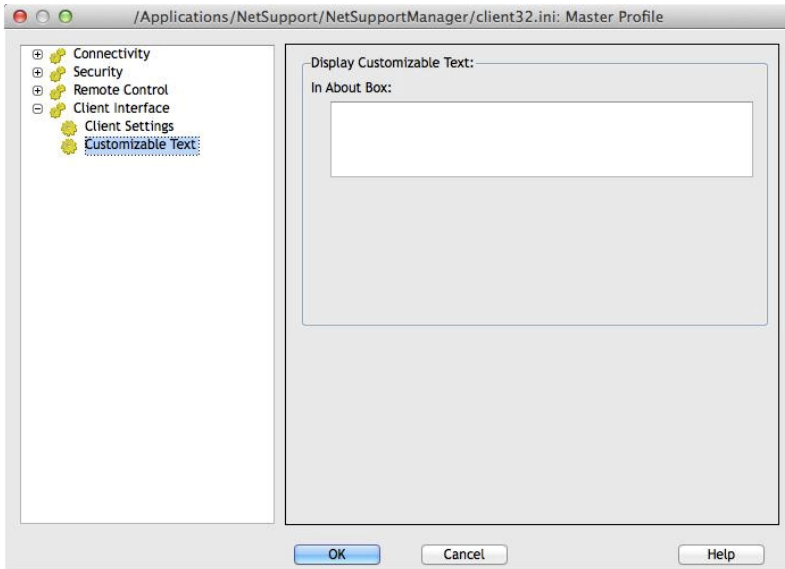 /Applications/NetSupport/NetSupportManager/client32.ini: Master Profile
Connectivity
Security
Remote Control
Client Interface
Client Settings
Customizable Text
Display Customizable Text:
In About Box:
OK
Cancel
Help